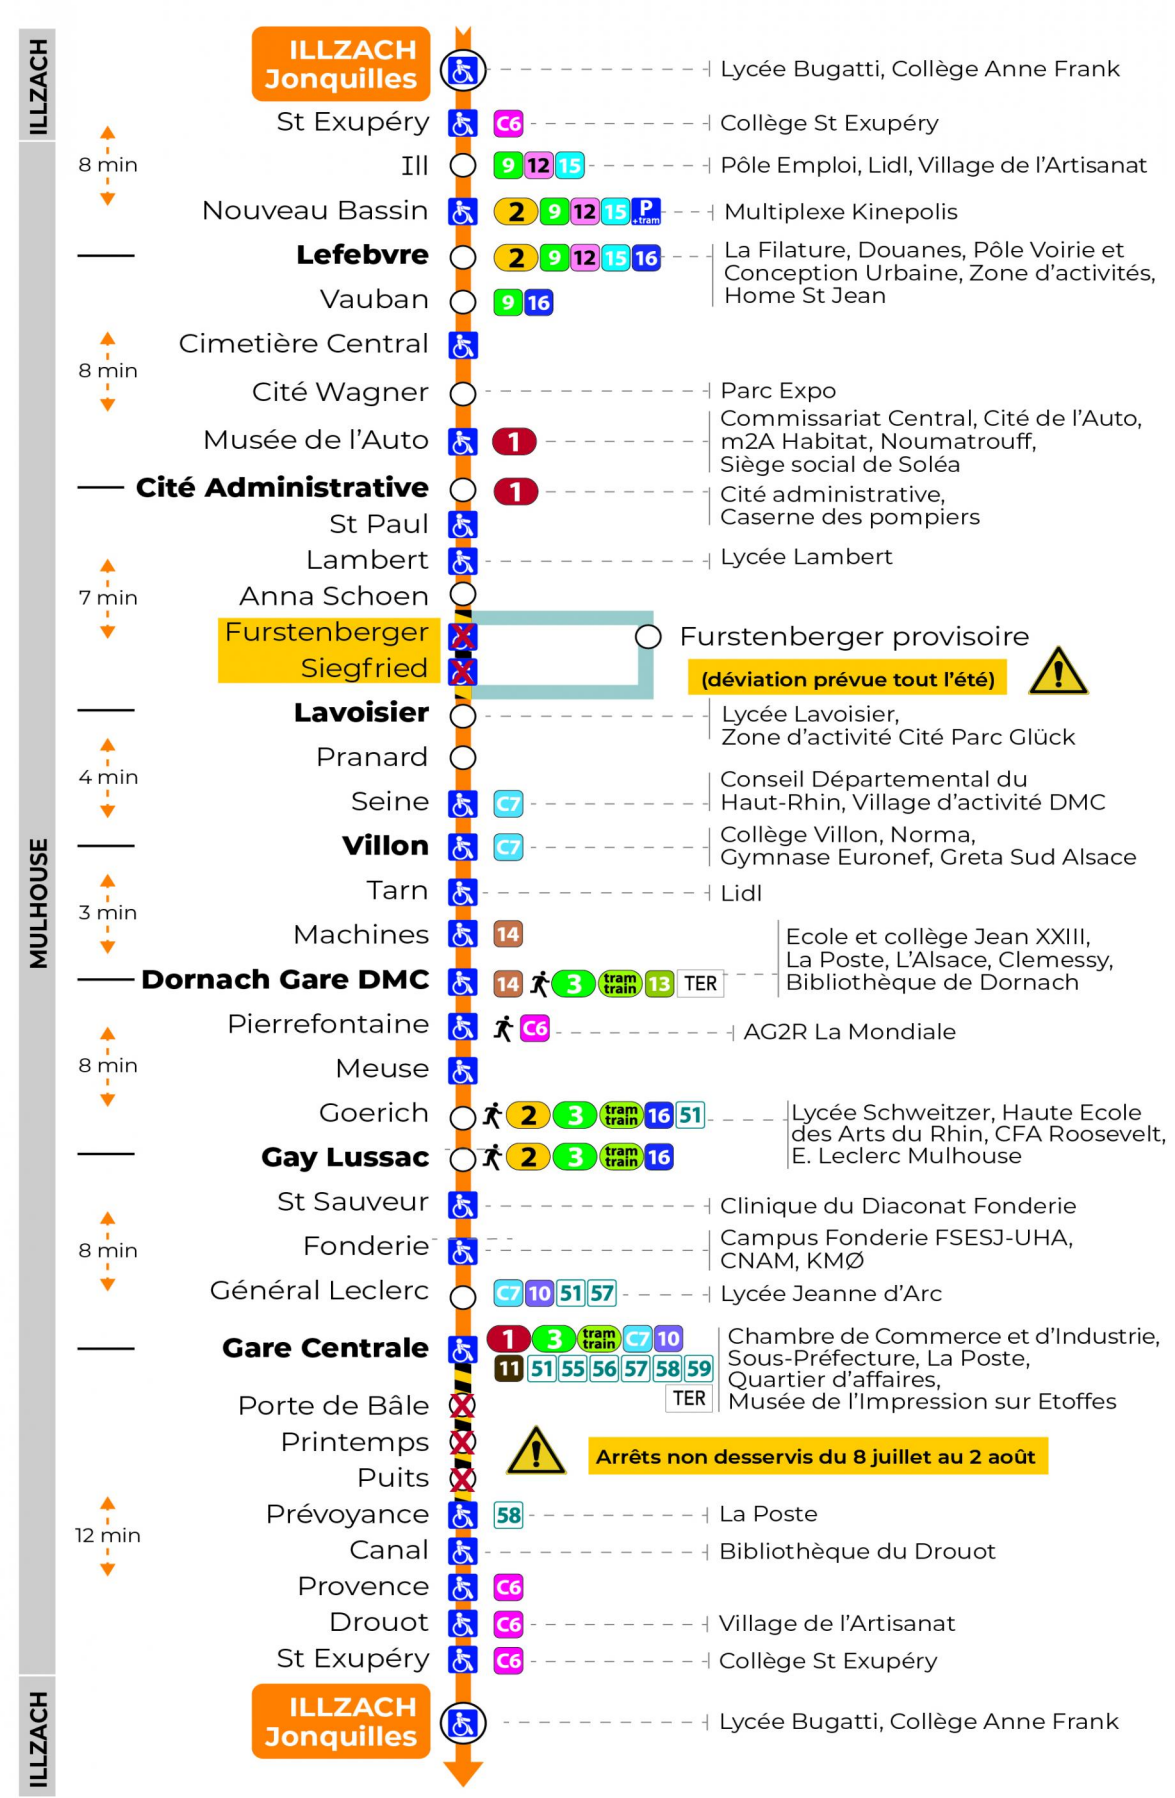 ILLZACH
ILLZACH
Jonquilles
Lycée Bugatti, Collège Anne Frank
St Exupéry
C6
Collège St Exupéry
MULHOUSE
8 min
Ill
9 12 15
Pôle Emploi, Lidl, Village de l'Artisanat
Nouveau Bassin
2 9 12 15 P
+tram
Multiplexe Kinepolis
Lefebvre
2 9 12 15 16
La Filature, Douanes, Pôle Voirie et
Conception Urbaine, Zone d'activités,
Home St Jean
Vauban
9 16
Cimetière Central
8 min
Cité Wagner
Parc Expo
Musée de l'Auto
1
Commissariat Central, Cité de l'Auto,
m2A Habitat, Noumatrouff,
Siège social de Soléa
Cité Administrative
1
Cité administrative,
Caserne des pompiers
St Paul
Lambert
Lycée Lambert
7 min
Anna Schoen
Furstenberger
Furstenberger provisoire
Siegfried
(déviation prévue tout l'été)
Lavoisier
Lycée Lavoisier,
Zone d'activité Cité Parc Glück
Pranard
4 min
Seine
C7
Conseil Départemental du
Haut-Rhin, Village d'activité DMC
Villon
C7
Collège Villon, Norma,
Gymnase Euronef, Greta Sud Alsace
Tarn
Lidl
3 min
Machines
14
Ecole et collège Jean XXIII,
La Poste, L'Alsace, Clemessy,
Bibliothèque de Dornach
Dornach Gare DMC
14 3 tram train 13 TER
Pierrefontaine
C6
AG2R La Mondiale
8 min
Meuse
Goerich
2 3 tram train 16 51
Lycée Schweitzer, Haute Ecole
des Arts du Rhin, CFA Roosevelt,
E. Leclerc Mulhouse
Gay Lussac
2 3 tram train 16
St Sauveur
Clinique du Diaconat Fonderie
8 min
Fonderie
Campus Fonderie FSESJ-UHA,
CNAM, KMØ
Général Leclerc
C7 10 51 57
Lycée Jeanne d'Arc
Gare Centrale
1 3 tram train C7 10
11 51 55 56 57 58 59
TER
Chambre de Commerce et d'Industrie,
Sous-Préfecture, La Poste,
Quartier d'affaires,
Musée de l'Impression sur Etoffes
Porte de Bâle
Printemps
Arrêts non desservis du 8 juillet au 2 août
Puits
Prévoyance
58
La Poste
12 min
Canal
Bibliothèque du Drouot
Provence
C6
Drouot
C6
Village de l'Artisanat
St Exupéry
C6
Collège St Exupéry
ILLZACH
ILLZACH
Jonquilles
Lycée Bugatti, Collège Anne Frank